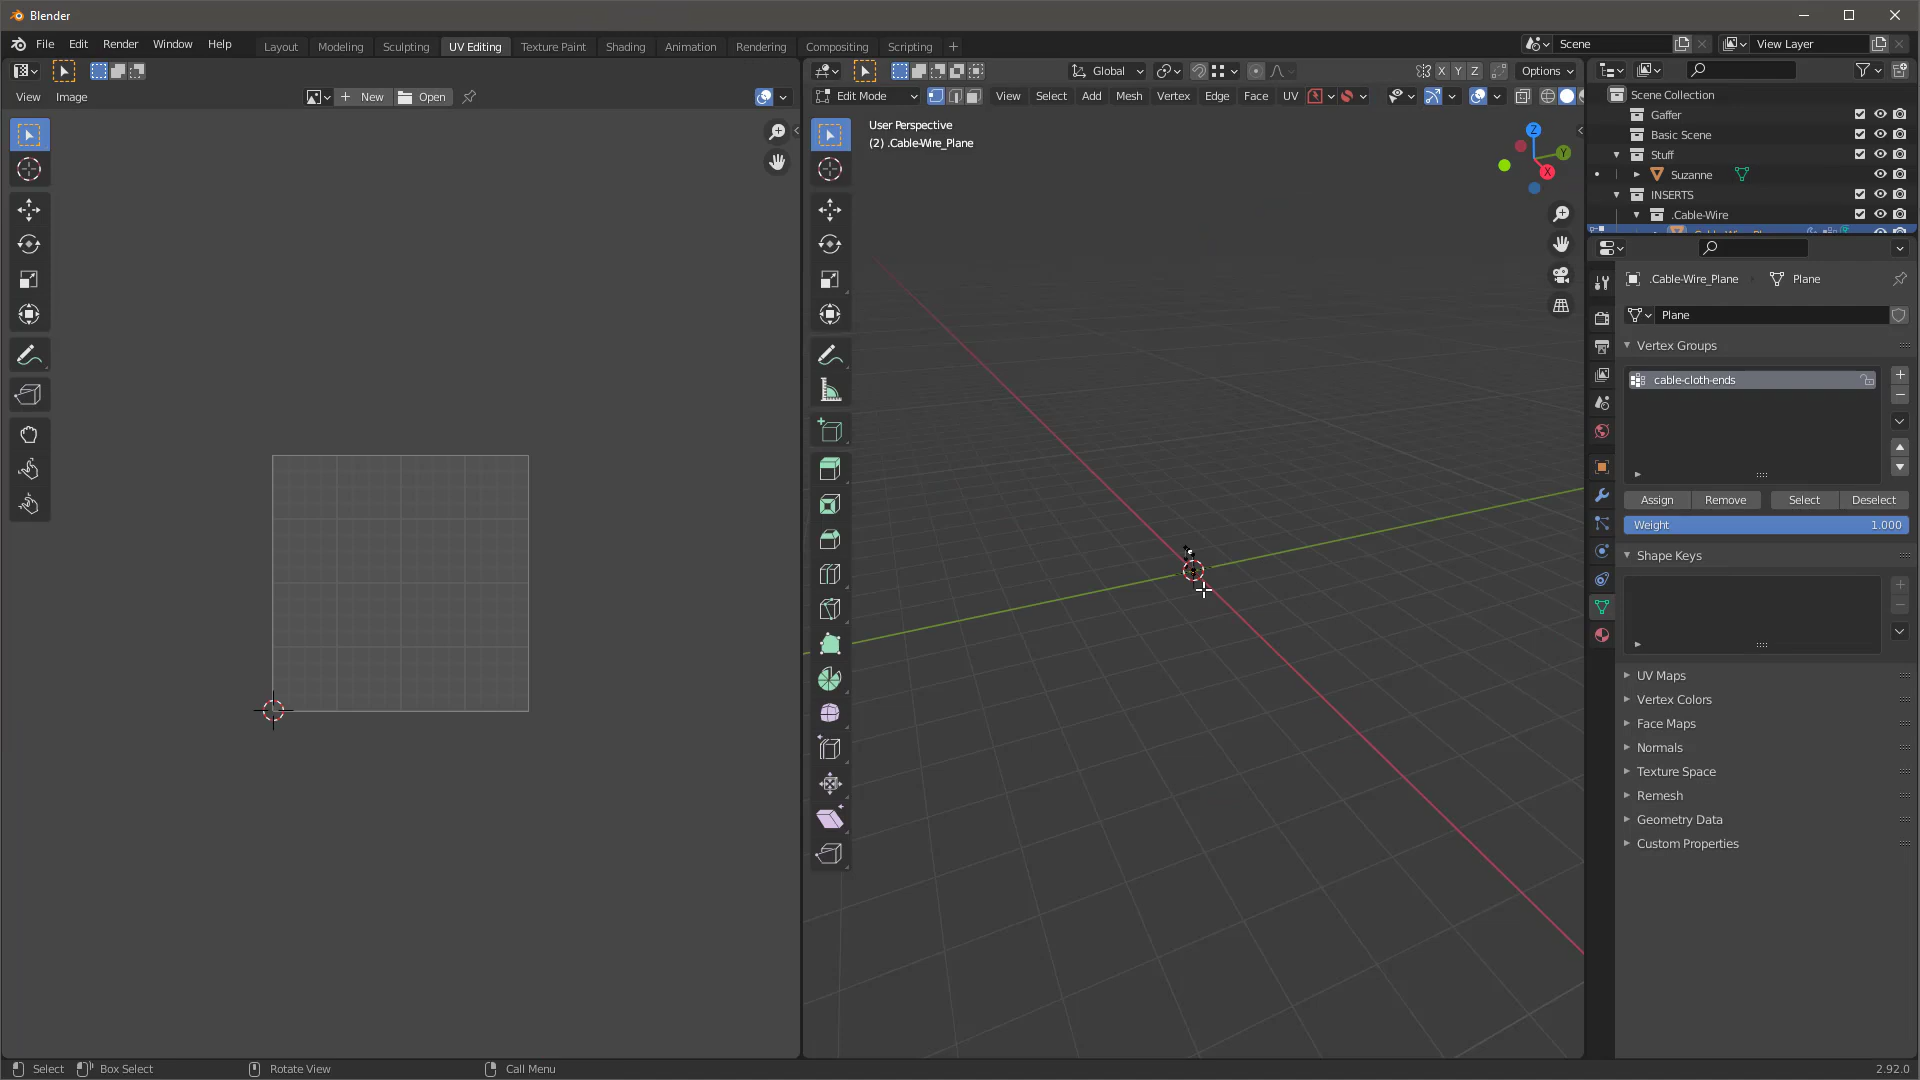 Blender
File Edit Render Window Help
Layout Modeling Sculpting UV Editing Texture Paint Shading Animation Rendering Compositing Scripting +
Scene
View Layer
Global
X Y Z
Options
View Image
New
Open
Edit Mode
View Select Add Mesh Vertex Edge Face UV
User Perspective
(2) .Cable-Wire_Plane
Z
Y
X
Scene Collection
Gaffer
Basic Scene
Stuff
Suzanne
INSERTS
.Cable-Wire
.Cable-Wire_Plane
Plane
Plane
Vertex Groups
cable-cloth-ends
Assign Remove Select Deselect
Weight 1.000
Shape Keys
UV Maps
Vertex Colors
Face Maps
Normals
Texture Space
Remesh
Geometry Data
Custom Properties
Select Box Select Rotate View Call Menu 2.92.0